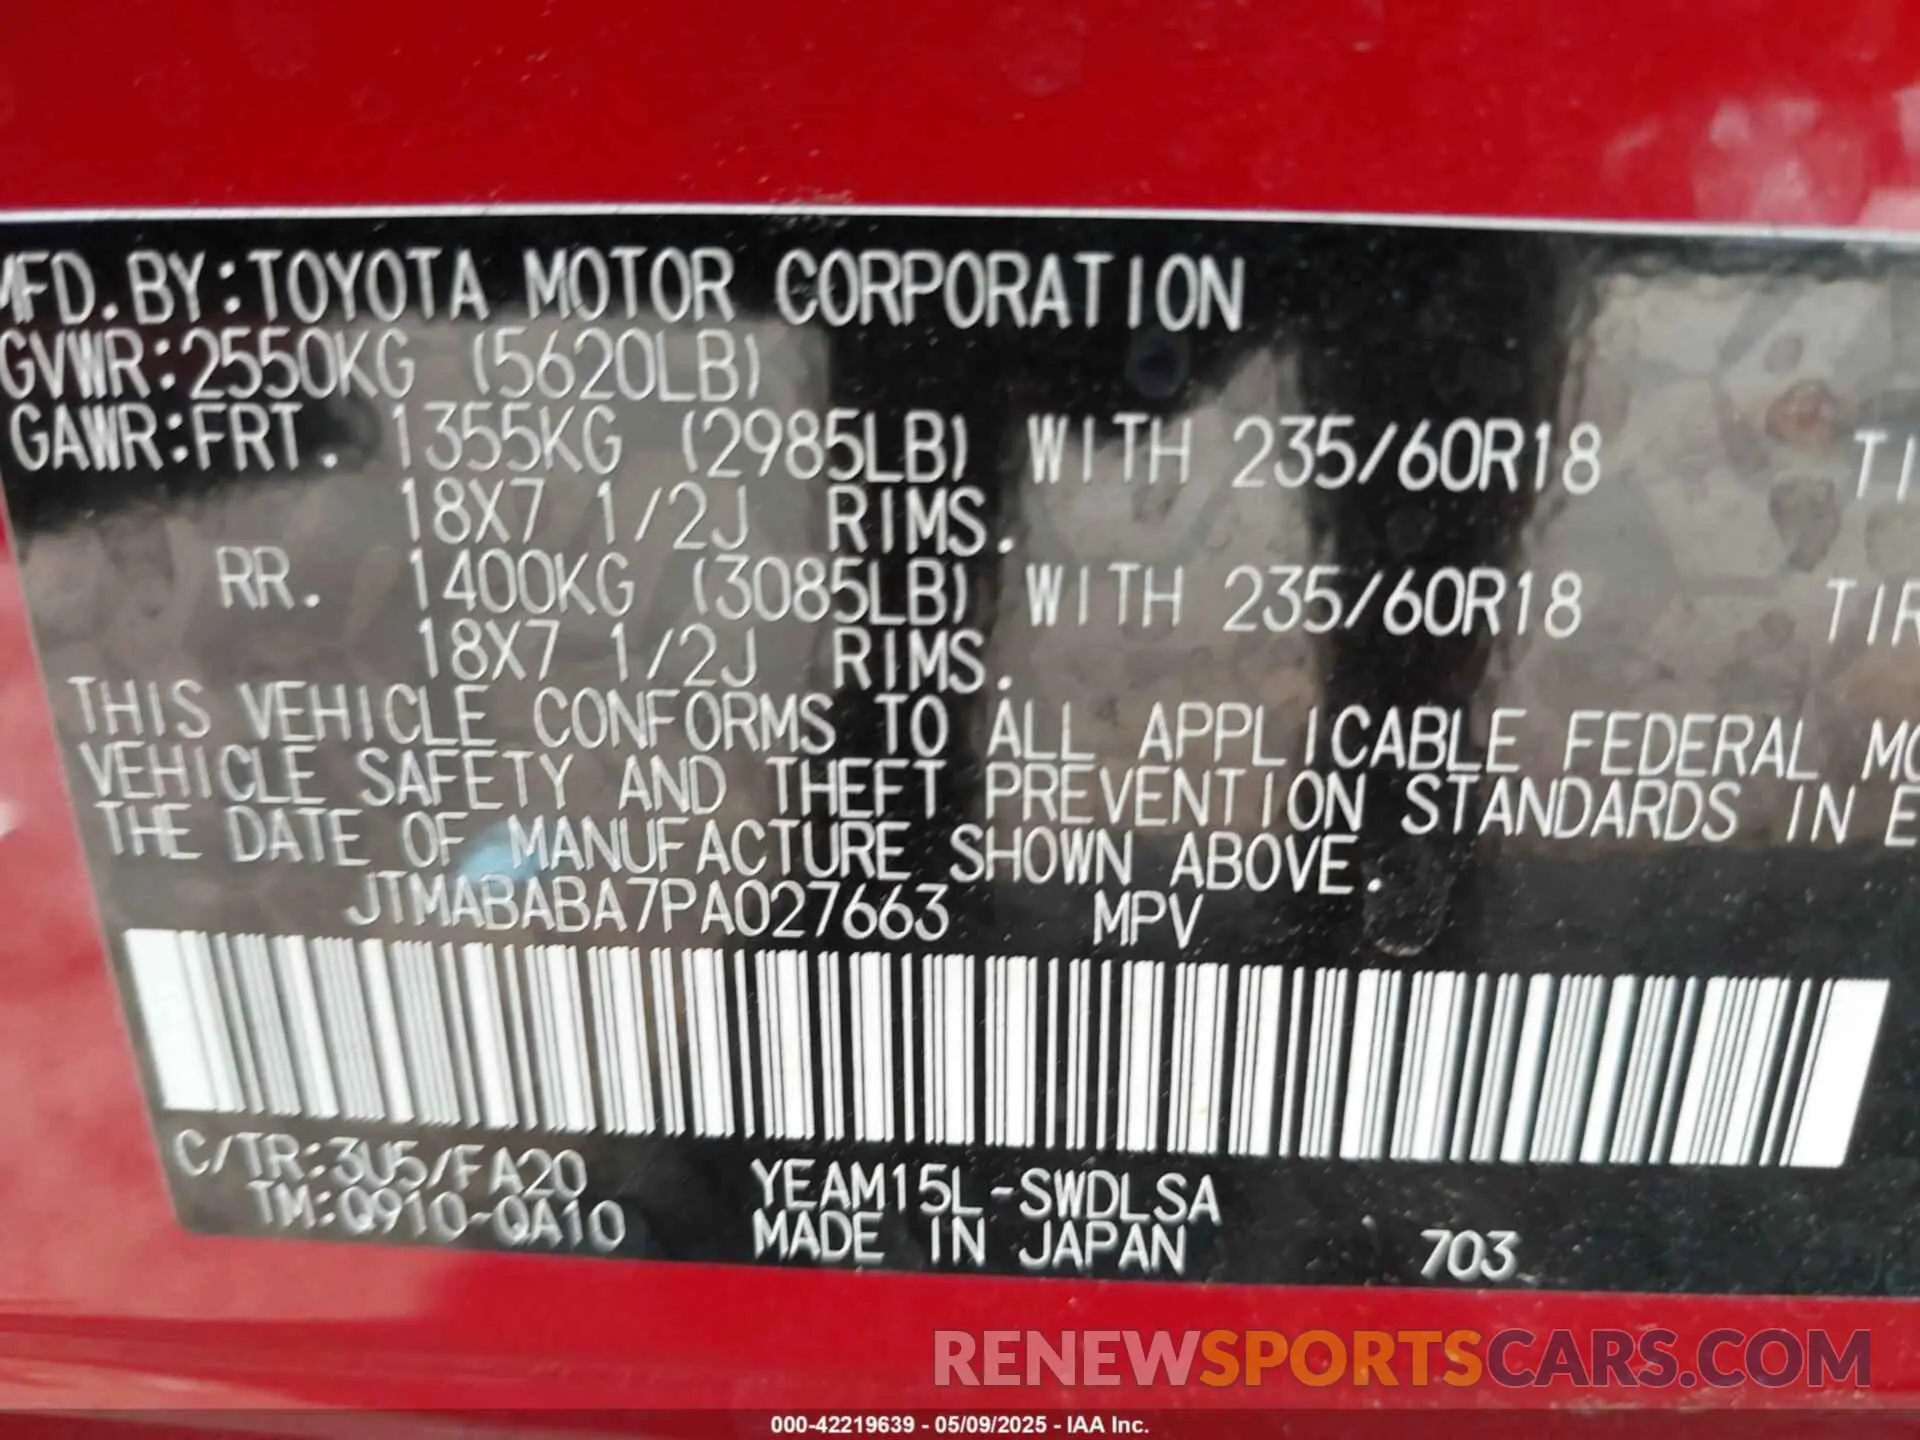 MFD.BY:TOYOTA MOTOR CORPORATION
GVWR:2550KG (5620LB)
GAWR:FRT. 1355KG (2985LB) WITH 235/60R18 TI
18X7 1/2J RIMS.
RR. 1400KG (3085LB) WITH 235/60R18 TIR
18X7 1/2J RIMS.
THIS VEHICLE CONFORMS TO ALL APPLICABLE FEDERAL MO
VEHICLE SAFETY AND THEFT PREVENTION STANDARDS IN E
THE DATE OF MANUFACTURE SHOWN ABOVE.
JTMABABA7PA027663 MPV
C/TR:3U5/FA20 YEAM15L-SWDLSA
TM:Q910-QA10 MADE IN JAPAN 703
RENEWSPORTSCARS.COM
000-42219639 - 05/09/2025 - IAA Inc.